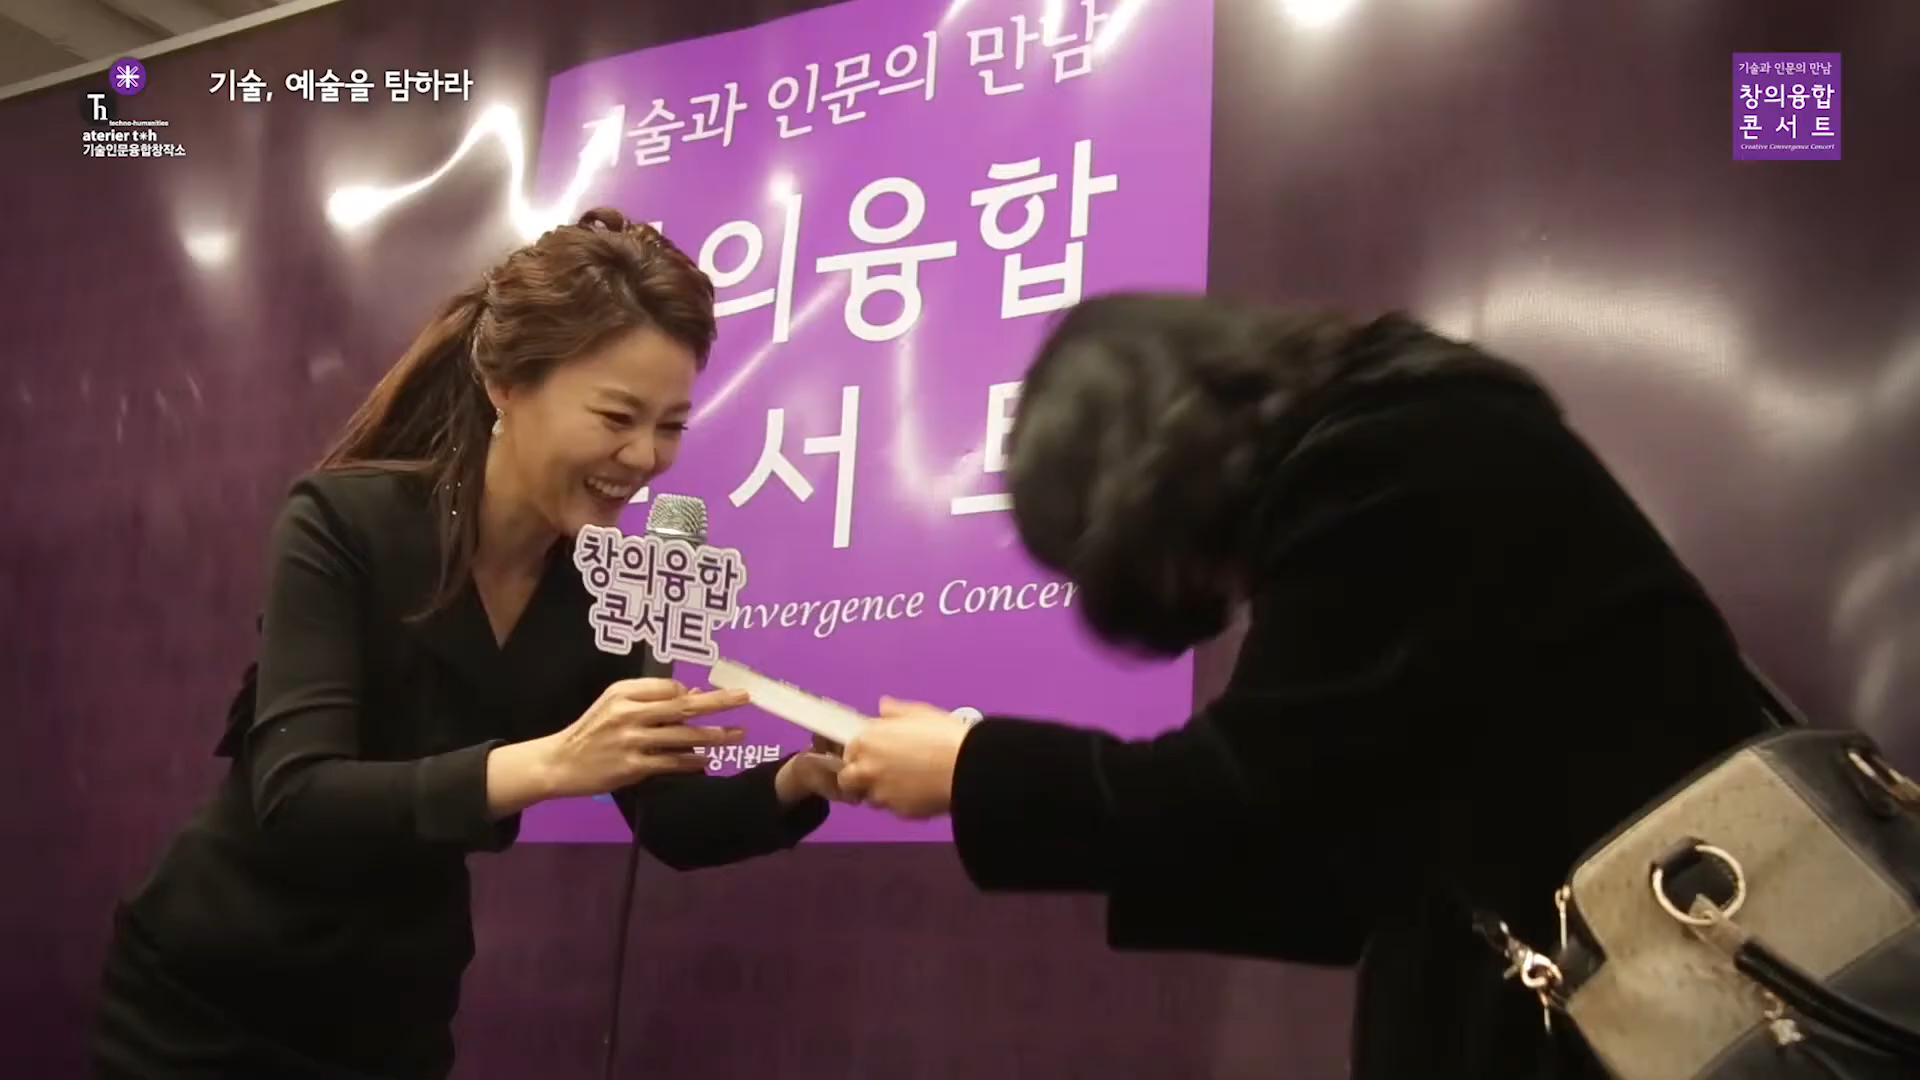 Th
techno-humanities
aterier t*h
기술인문융합창작소
기술, 예술을 탐하라
기술과 인문의 만남
창의융합
콘 서 트
Creative Convergence Concert
기술과 인문의 만남
의융합
서 트
Concer
창의융합
콘서트
상자원부